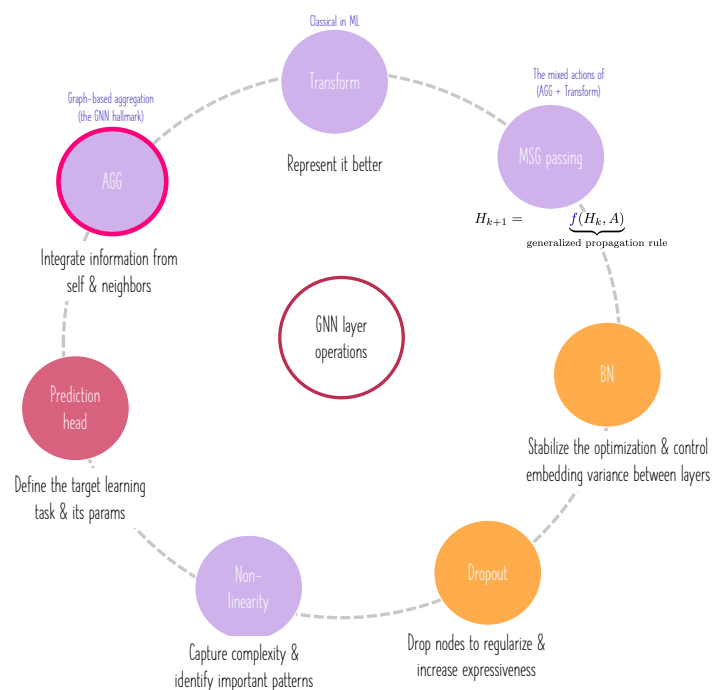 Classical in ML
Transform
Represent it better
The mixed actions of
(AGG + Transform)
MSG passing
H_{k+1} = f(H_k, A)
generalized propagation rule
BN
Stabilize the optimization & control
embedding variance between layers
Dropout
Drop nodes to regularize &
increase expressiveness
Non-
linearity
Capture complexity &
identify important patterns
Prediction
head
Define the target learning
task & its params
Graph-based aggregation
(the GNN hallmark)
AGG
Integrate information from
self & neighbors
GNN layer
operations